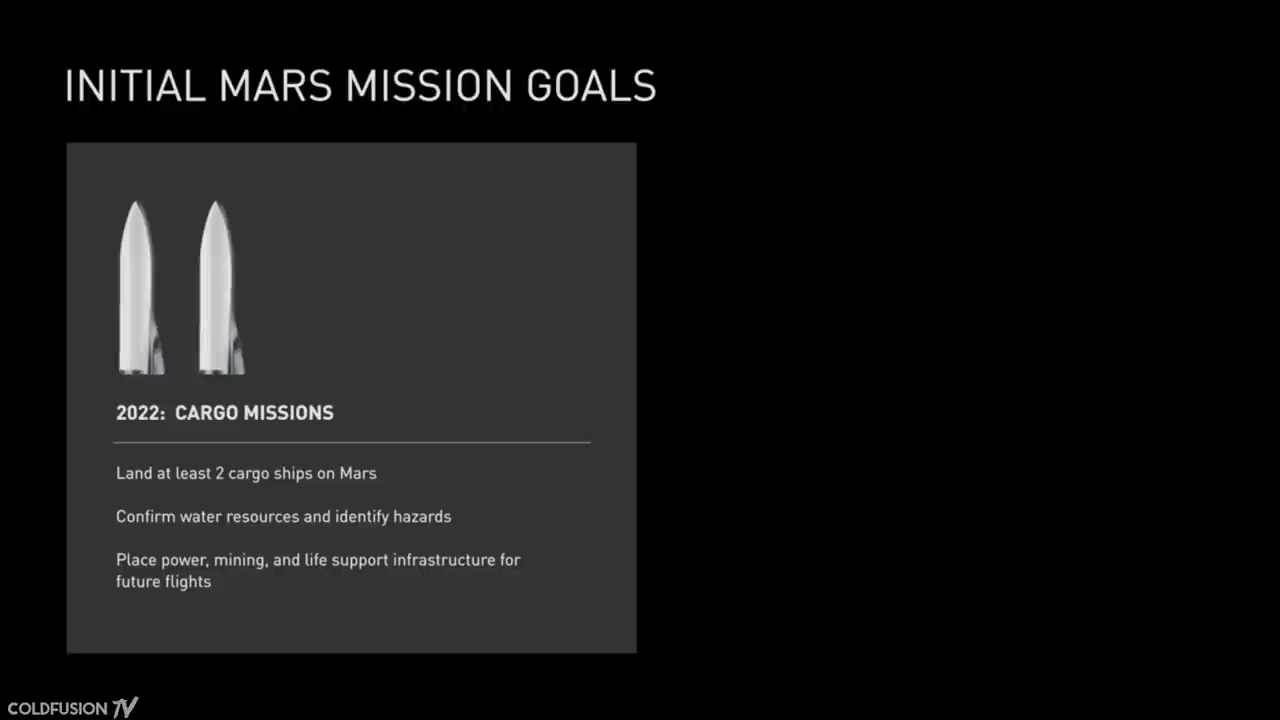 INITIAL MARS MISSION GOALS
2022: CARGO MISSIONS
Land at least 2 cargo ships on Mars
Confirm water resources and identify hazards
Place power, mining, and life support infrastructure for
future flights
COLDFUSION TV